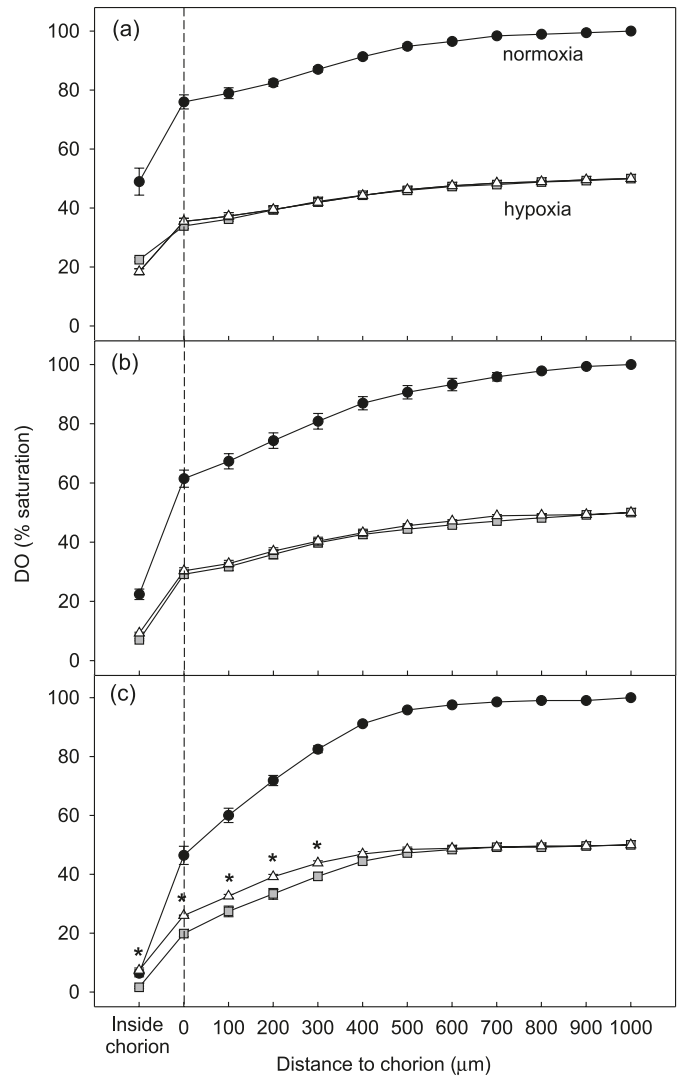 (a)
100
80
60
40
20
0
normoxia
hypoxia
(b)
100
80
60
40
20
0
DO (% saturation)
(c)
100
80
60
40
20
0
* * * * *
Inside chorion 0 100 200 300 400 500 600 700 800 900 1000
Distance to chorion (μm)